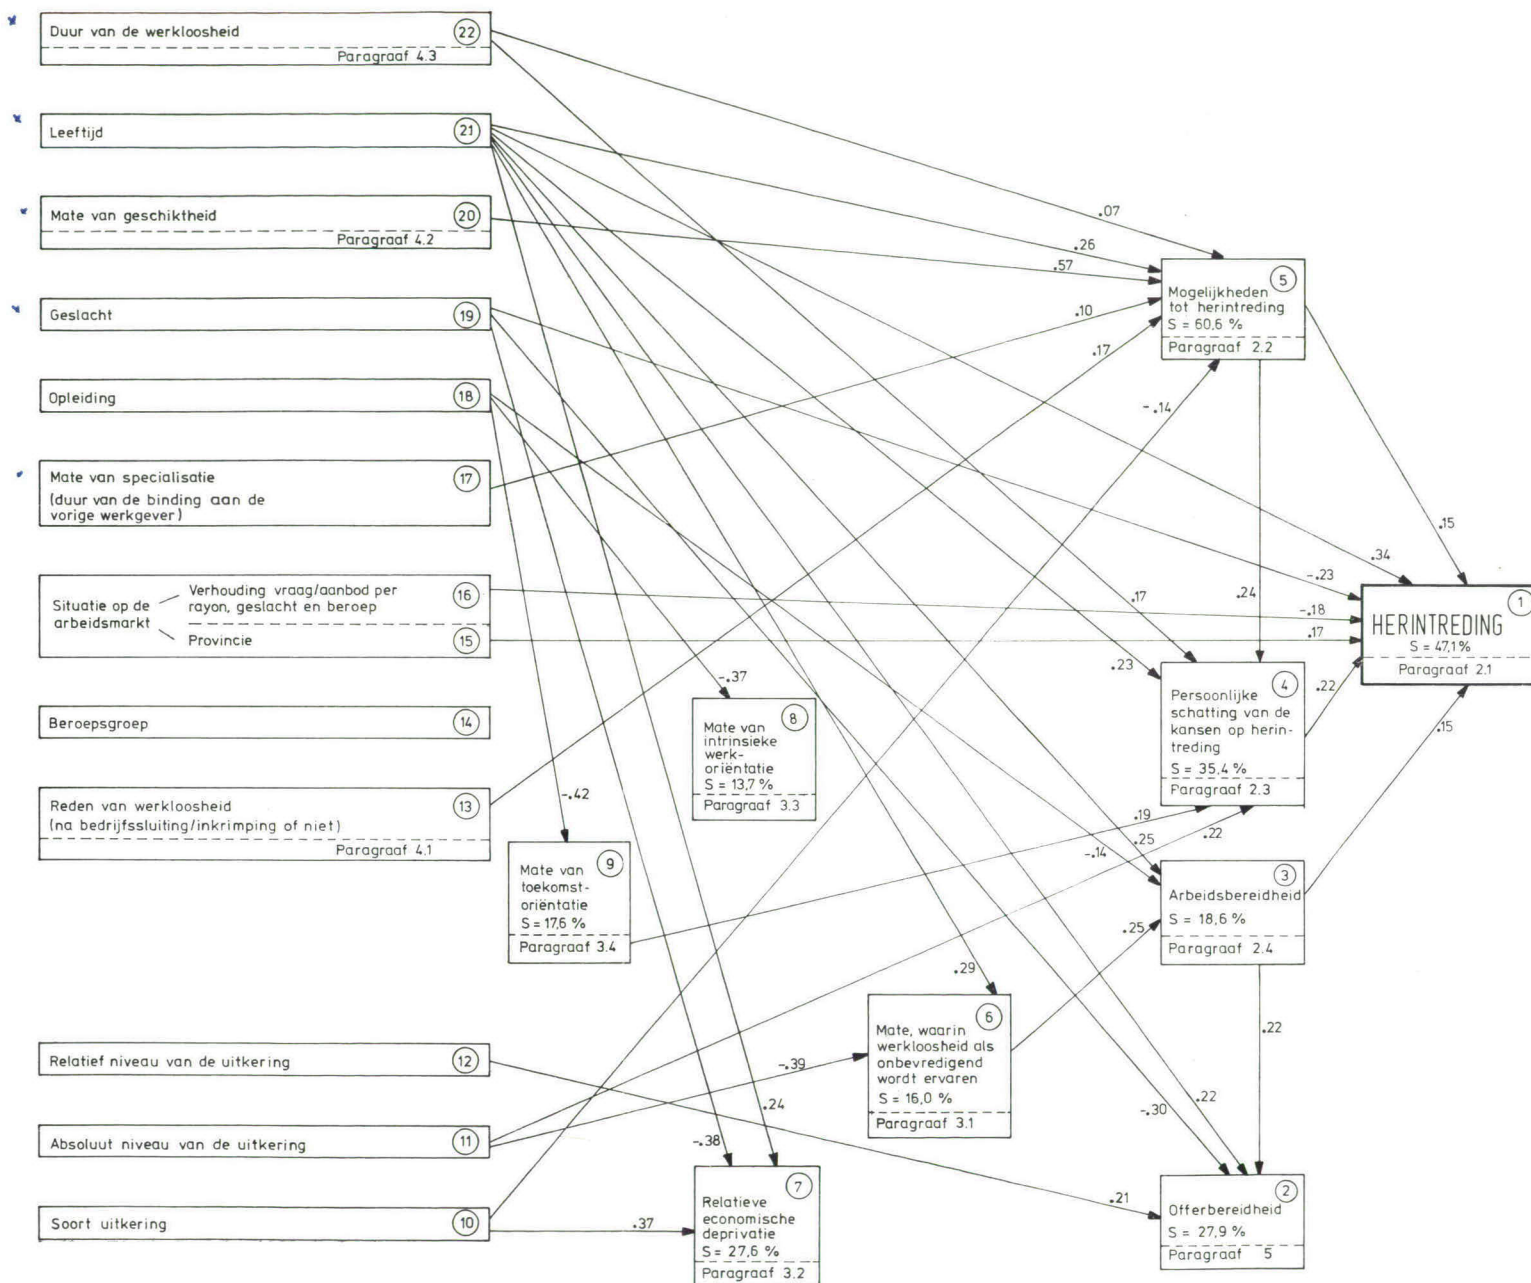 Duur van de werkloosheid 22
Paragraaf 4.3
Leeftijd 21
Mate van geschiktheid 20
Paragraaf 4.2
Geslacht 19
Opleiding 18
Mate van specialisatie 17
(duur van de binding aan de
vorige werkgever)
Situatie op de
arbeidsmarkt
Verhouding vraag/aanbod per
rayon, geslacht en beroep
16
Provincie 15
Beroepsgroep 14
Reden van werkloosheid 13
(na bedrijfssluiting/inkrimping of niet)
Paragraaf 4.1
Relatief niveau van de uitkering 12
Absoluut niveau van de uitkering 11
Soort uitkering 10
9
Mate van
toekomst-
oriëntatie
S = 17,6 %
Paragraaf 3.4
8
Mate van
intrinsieke
werk-
oriëntatie
S = 13,7 %
Paragraaf 3.3
7
Relatieve
economische
deprivatie
S = 27,6 %
Paragraaf 3.2
6
Mate, waarin
werkloosheid als
onbevredigend
wordt ervaren
S = 16,0 %
Paragraaf 3.1
5
Mogelijkheden
tot herintreding
S = 60,6 %
Paragraaf 2.2
4
Persoonlijke
schatting van de
kansen op herin-
treding
S = 35,4 %
Paragraaf 2.3
3
Arbeidsbereidheid
S = 18,6 %
Paragraaf 2.4
2
Offerbereidheid
S = 27,9 %
Paragraaf 5
1
HERINTREDING
S = 47,1%
Paragraaf 2.1
.07
.26
.57
.10
.17
-.14
.15
.34
-.23
-.18
.17
.24
.17
.23
.22
.15
-.37
-.42
.19
.22
.25
-.14
.25
.29
-.39
.24
-.38
.37
.22
.22
-.30
.21